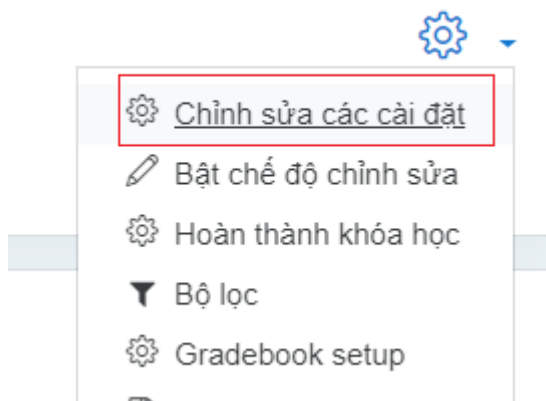 Chỉnh sửa các cài đặt
Bật chế độ chỉnh sửa
Hoàn thành khóa học
Bộ lọc
Gradebook setup